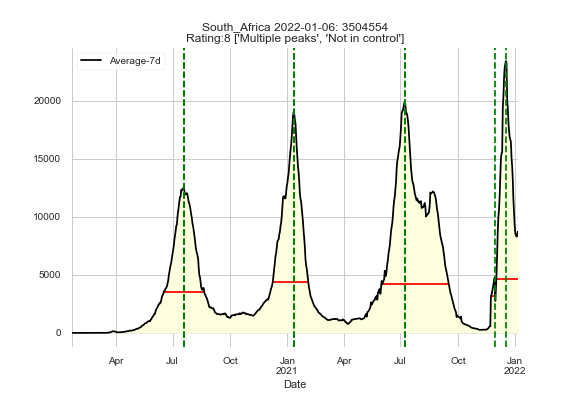 South_Africa 2022-01-06: 3504554
Rating:8 ['Multiple peaks', 'Not in control']
Average-7d
20000
15000
10000
5000
0
Apr
Jul
Oct
Jan
2021
Apr
Jul
Oct
Jan
2022
Date